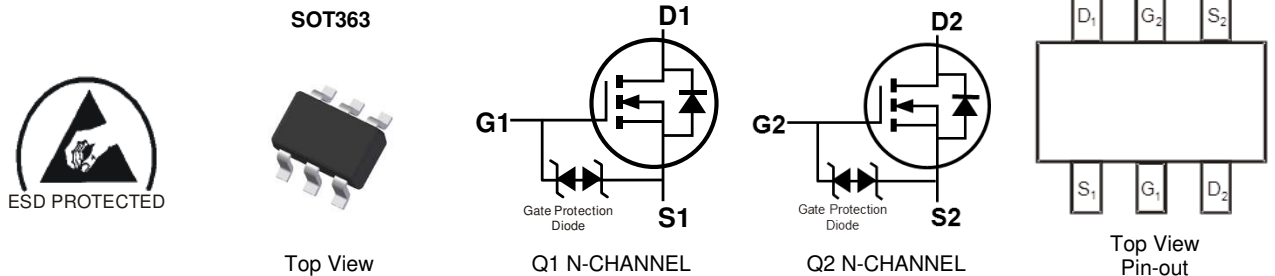 SOT363
ESD PROTECTED
Top View
D1
G1
Gate Protection
Diode
S1
Q1 N-CHANNEL
D2
G2
Gate Protection
Diode
S2
Q2 N-CHANNEL
D₁ G₂ S₂
S₁ G₁ D₂
Top View
Pin-out